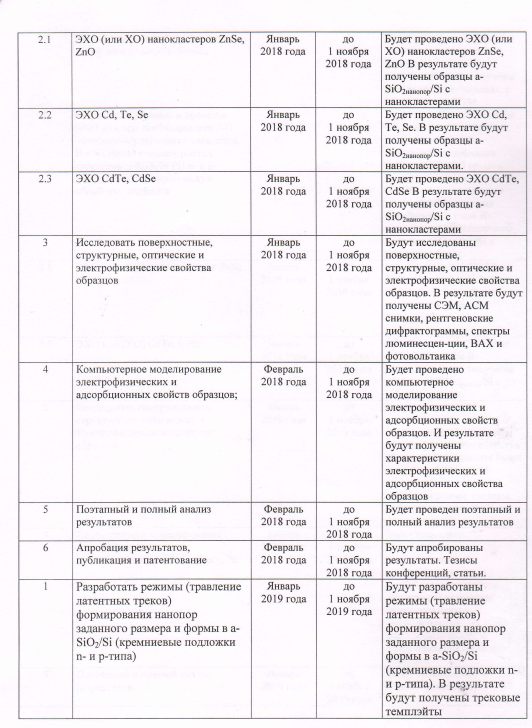 2.1
ЭХО (или ХО) нанокластеров ZnSe,
ZnO
Январь
2018 года
до
1 ноября
2018 года
Будет проведено ЭХО (или
ХО) нанокластеров ZnSe,
ZnO В результате будут
получены образцы a-
SiO2нанопор/Si с
нанокластерами
2.2
ЭХО Cd, Te, Se
Январь
2018 года
до
1 ноября
2018 года
Будет проведено ЭХО Cd,
Te, Se. В результате будут
получены образцы a-
SiO2нанопор/Si с
нанокластерами.
2.3
ЭХО CdTe, CdSe
Январь
2018 года
до
1 ноября
2018 года
Будет проведено ЭХО CdTe,
CdSe В результате будут
получены образцы a-
SiO2нанопор/Si с
нанокластерами
3
Исследовать поверхностные,
структурные, оптические и
электрофизические свойства
образцов
Январь
2018 года
до
1 ноября
2018 года
Будут исследованы
поверхностные,
структурные, оптические и
электрофизические свойства
образцов. В результате будут
получены СЭМ, АСМ
снимки, рентгеновские
дифрактограммы, спектры
люминесцен-ции, ВАХ и
фотовольтаика
4
Компьютерное моделирование
электрофизических и
адсорбционных свойств образцов;
Февраль
2018 года
до
1 ноября
2018 года
Будет проведено
компьютерное
моделирование
электрофизических и
адсорбционных свойств
образцов. И результате
будут получены
характеристики
электрофизических и
адсорбционных свойств
образцов
5
Поэтапный и полный анализ
результатов
Февраль
2018 года
до
1 ноября
2018 года
Будет проведен поэтапный и
полный анализ результатов
6
Апробация результатов,
публикация и патентование
Февраль
2018 года
до
1 ноября
2018 года
Будут апробированы
результаты. Тезисы
конференций, статьи.
1
Разработать режимы (травление
латентных треков)
формирования нанопор
заданного размера и формы в a-
SiO2/Si (кремниевые подложки
n- и p-типа)
Январь
2019 года
до
1 ноября
2019 года
Будут разработаны
режимы (травление
латентных треков)
формирования нанопор
заданного размера и
формы в a-SiO2/Si
(кремниевые подложки n-
и p-типа). В результате
будут получены трековые
темплэйты